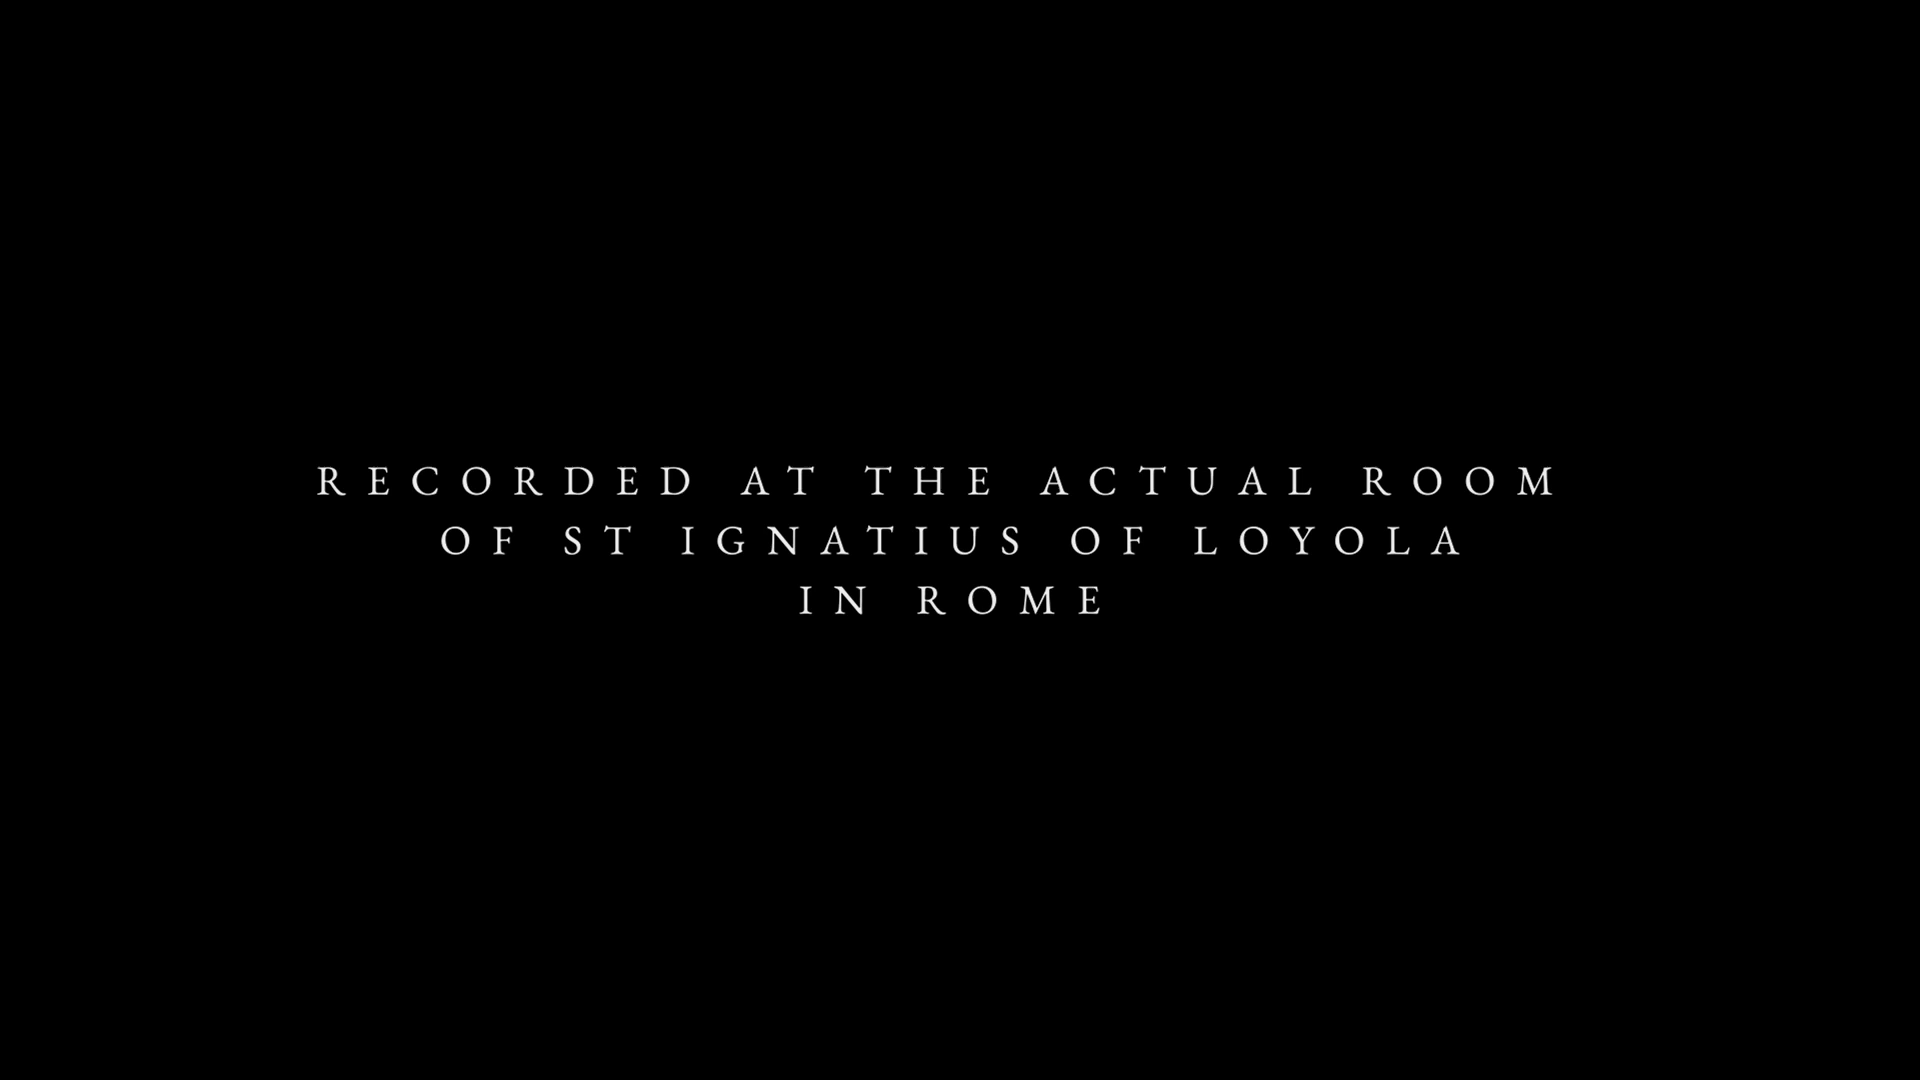 RECORDED AT THE ACTUAL ROOM
OF ST IGNATIUS OF LOYOLA
IN ROME